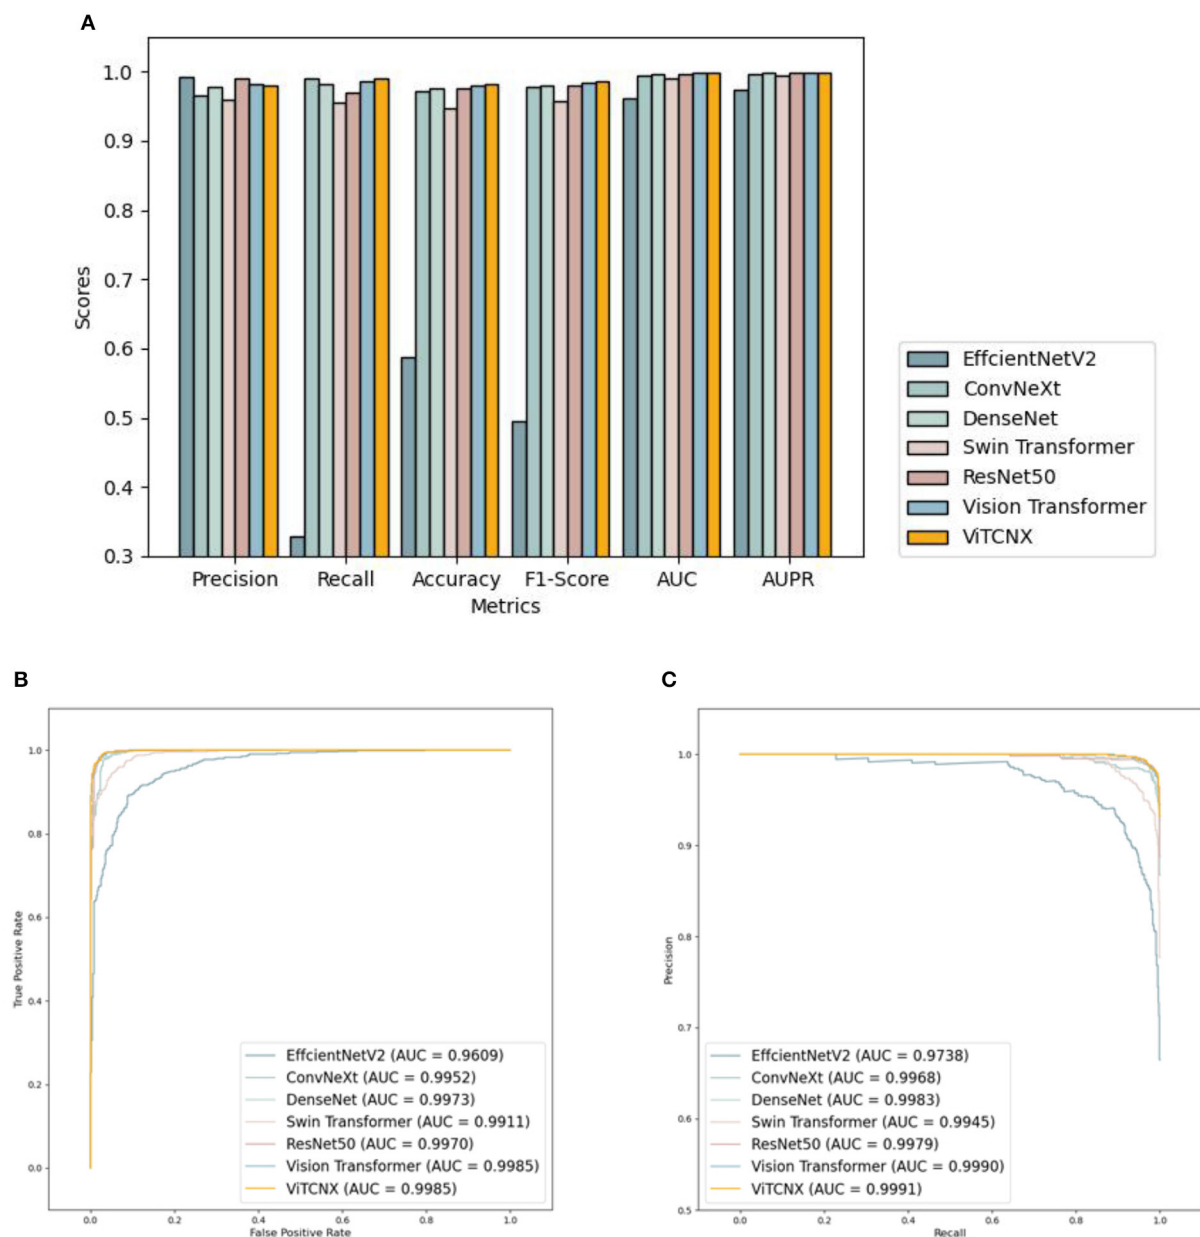 A
1.0
0.9
0.8
0.7
0.6
0.5
0.4
0.3
Scores
Precision Recall Accuracy F1-Score AUC AUPR
Metrics
EffcientNetV2
ConvNeXt
DenseNet
Swin Transformer
ResNet50
Vision Transformer
ViTCNX
B
1.0
0.8
0.6
0.4
0.2
0.0
True Positive Rate
EffcientNetV2 (AUC = 0.9609)
ConvNeXt (AUC = 0.9952)
DenseNet (AUC = 0.9973)
Swin Transformer (AUC = 0.9911)
ResNet50 (AUC = 0.9970)
Vision Transformer (AUC = 0.9985)
ViTCNX (AUC = 0.9985)
0.0 0.2 0.4 0.6 0.8 1.0
False Positive Rate
C
1.0
0.9
0.8
0.7
0.6
0.5
Precision
EffcientNetV2 (AUC = 0.9738)
ConvNeXt (AUC = 0.9968)
DenseNet (AUC = 0.9983)
Swin Transformer (AUC = 0.9945)
ResNet50 (AUC = 0.9979)
Vision Transformer (AUC = 0.9990)
ViTCNX (AUC = 0.9991)
0.0 0.2 0.4 0.6 0.8 1.0
Recall